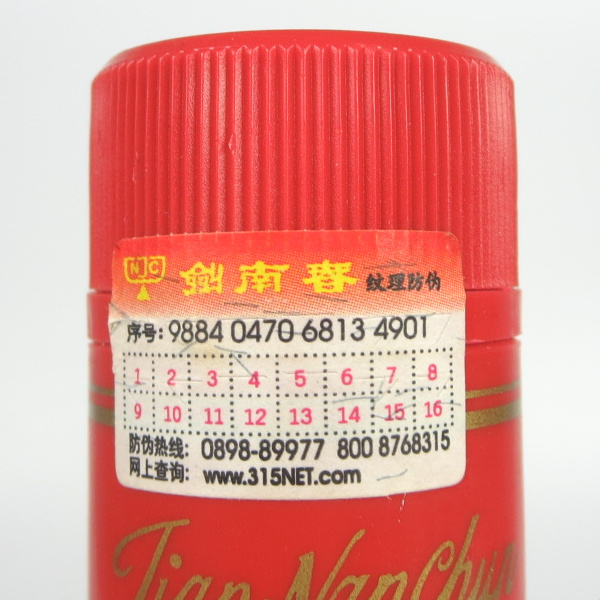 NJC 剑南春 纹理防伪
序号: 9884 0470 6813 4901
1 2 3 4 5 6 7 8
9 10 11 12 13 14 15 16
防伪热线: 0898-89977 800 8768315
网上查询: www.315NET.com
Jian Nan Chun